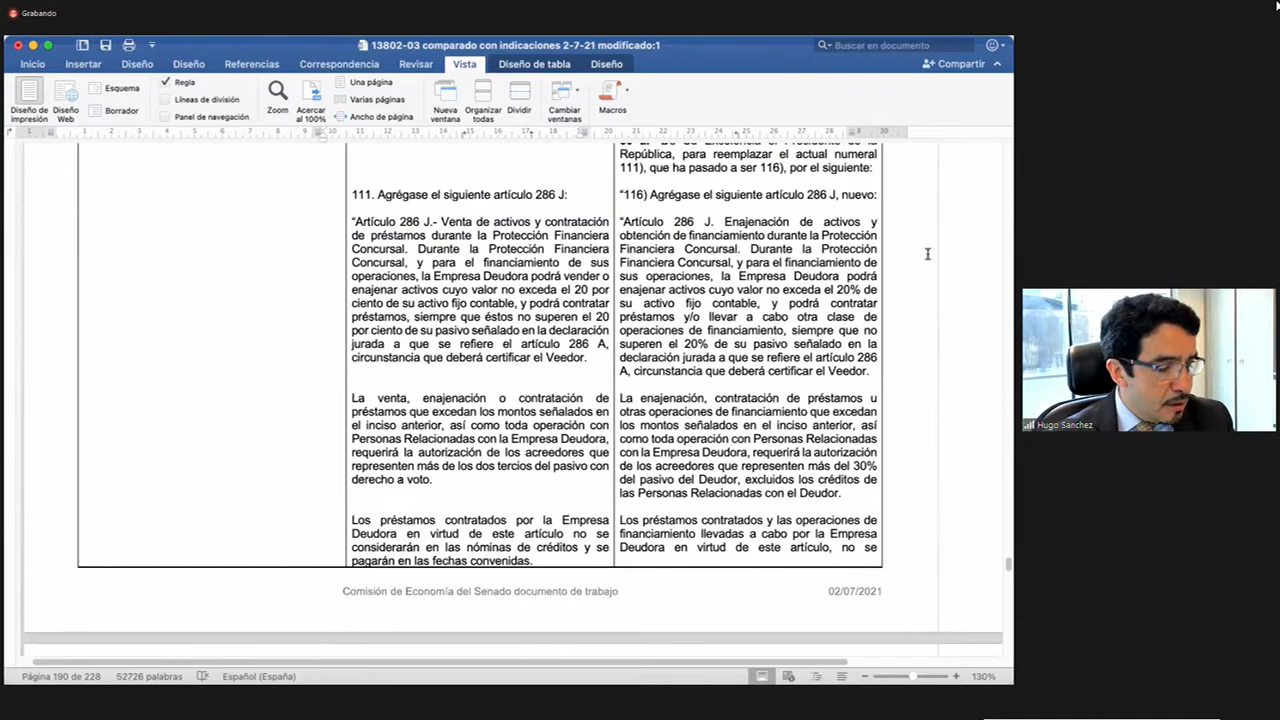 Grabando
13802-03 comparado con indicaciones 2-7-21 modificado:1
Buscar en documento
Inicio Insertar Diseño Diseño Referencias Correspondencia Revisar Vista Diseño de tabla Diseño
Compartir
Diseño de impresión
Diseño Web
Esquema
Borrador
Regla
Líneas de división
Panel de navegación
Zoom
Acercar al 100%
Una página
Varias páginas
Ancho de página
Nueva ventana
Organizar todas
Dividir
Cambiar ventanas
Macros
111. Agrégase el siguiente artículo 286 J:
“Artículo 286 J.- Venta de activos y contratación
de préstamos durante la Protección Financiera
Concursal. Durante la Protección Financiera
Concursal, y para el financiamiento de sus
operaciones, la Empresa Deudora podrá vender o
enajenar activos cuyo valor no exceda el 20 por
ciento de su activo fijo contable, y podrá contratar
préstamos, siempre que éstos no superen el 20
por ciento de su pasivo señalado en la declaración
jurada a que se refiere el artículo 286 A,
circunstancia que deberá certificar el Veedor.
La venta, enajenación o contratación de
préstamos que excedan los montos señalados en
el inciso anterior, así como toda operación con
Personas Relacionadas con la Empresa Deudora,
requerirá la autorización de los acreedores que
representen más de los dos tercios del pasivo con
derecho a voto.
Los préstamos contratados por la Empresa
Deudora en virtud de este artículo no se
considerarán en las nóminas de créditos y se
pagarán en las fechas convenidas.
De Su Excelencia el Presidente de la
República, para reemplazar el actual numeral
111), que ha pasado a ser 116), por el siguiente:
“116) Agrégase el siguiente artículo 286 J, nuevo:
“Artículo 286 J. Enajenación de activos y
obtención de financiamiento durante la Protección
Financiera Concursal. Durante la Protección
Financiera Concursal, y para el financiamiento de
sus operaciones, la Empresa Deudora podrá
enajenar activos cuyo valor no exceda el 20% de
su activo fijo contable, y podrá contratar
préstamos y/o llevar a cabo otra clase de
operaciones de financiamiento, siempre que no
superen el 20% de su pasivo señalado en la
declaración jurada a que se refiere el artículo 286
A, circunstancia que deberá certificar el Veedor.
La enajenación, contratación de préstamos u
otras operaciones de financiamiento que excedan
los montos señalados en el inciso anterior, así
como toda operación con Personas Relacionadas
con la Empresa Deudora, requerirá la autorización
de los acreedores que representen más del 30%
del pasivo del Deudor, excluidos los créditos de
las Personas Relacionadas con el Deudor.
Los préstamos contratados y las operaciones de
financiamiento llevadas a cabo por la Empresa
Deudora en virtud de este artículo, no se
Comisión de Economía del Senado documento de trabajo 02/07/2021
Página 190 de 228 52726 palabras Español (España) 130%
Hugo Sanchez